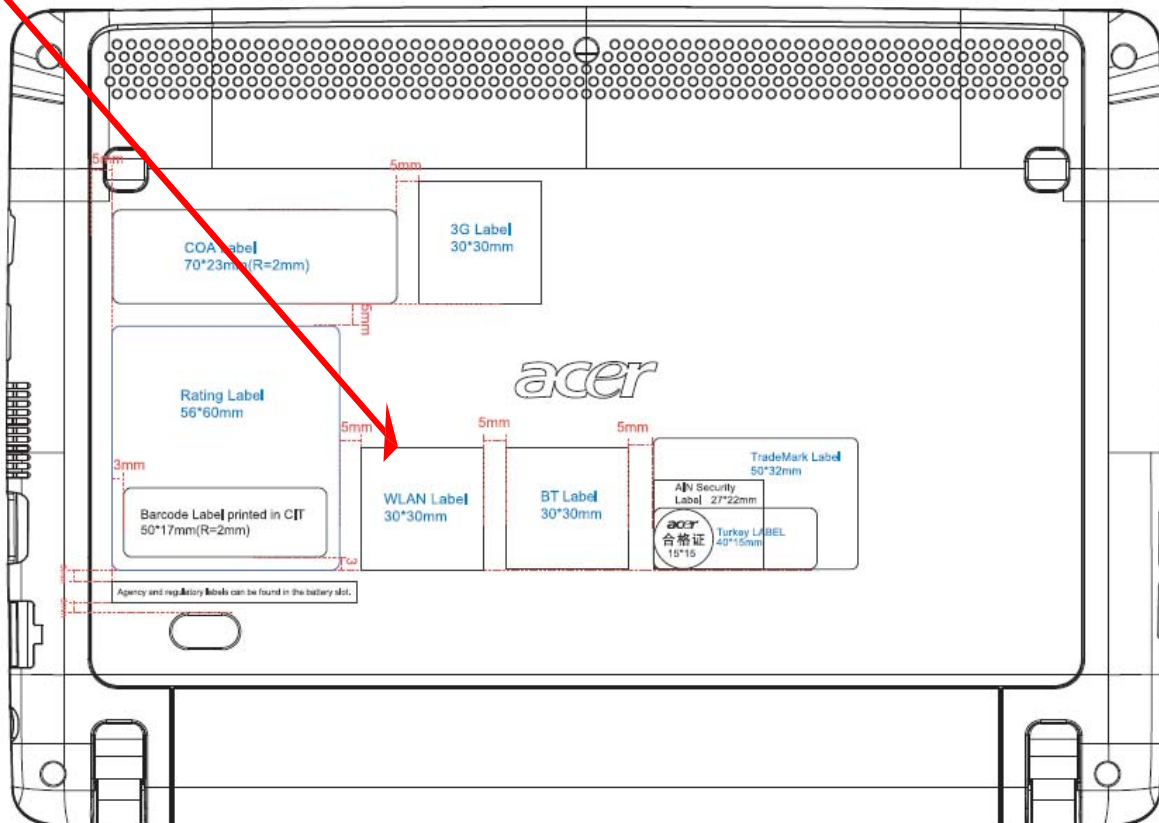 5mm
5mm
COA Label
70*23mm(R=2mm)
3G Label
30*30mm
5mm
acer
Rating Label
56*60mm
5mm
5mm
5mm
3mm
Barcode Label printed in CIT
50*17mm(R=2mm)
WLAN Label
30*30mm
BT Label
30*30mm
TradeMark Label
50*32mm
AIN Security
Label 27*22mm
acer
合格证
15*15
Turkey LABEL
40*15mm
3
Agency and regulatory labels can be found in the battery slot.